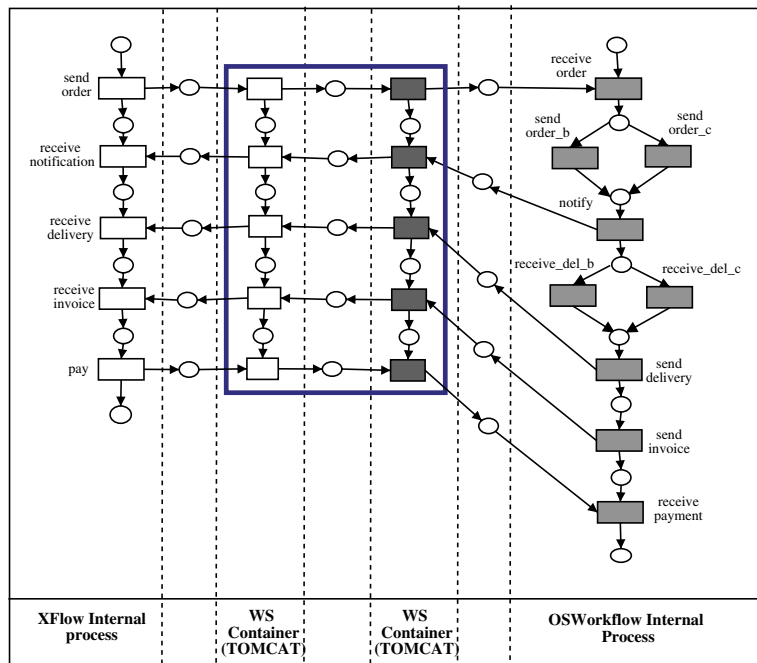 send
order
receive
notification
receive
delivery
receive
invoice
pay
receive
order
send
order_b
send
order_c
notify
receive_del_b
receive_del_c
send
delivery
send
invoice
receive
payment
XFlow Internal
process
WS
Container
(TOMCAT)
WS
Container
(TOMCAT)
OSWorkflow Internal
Process